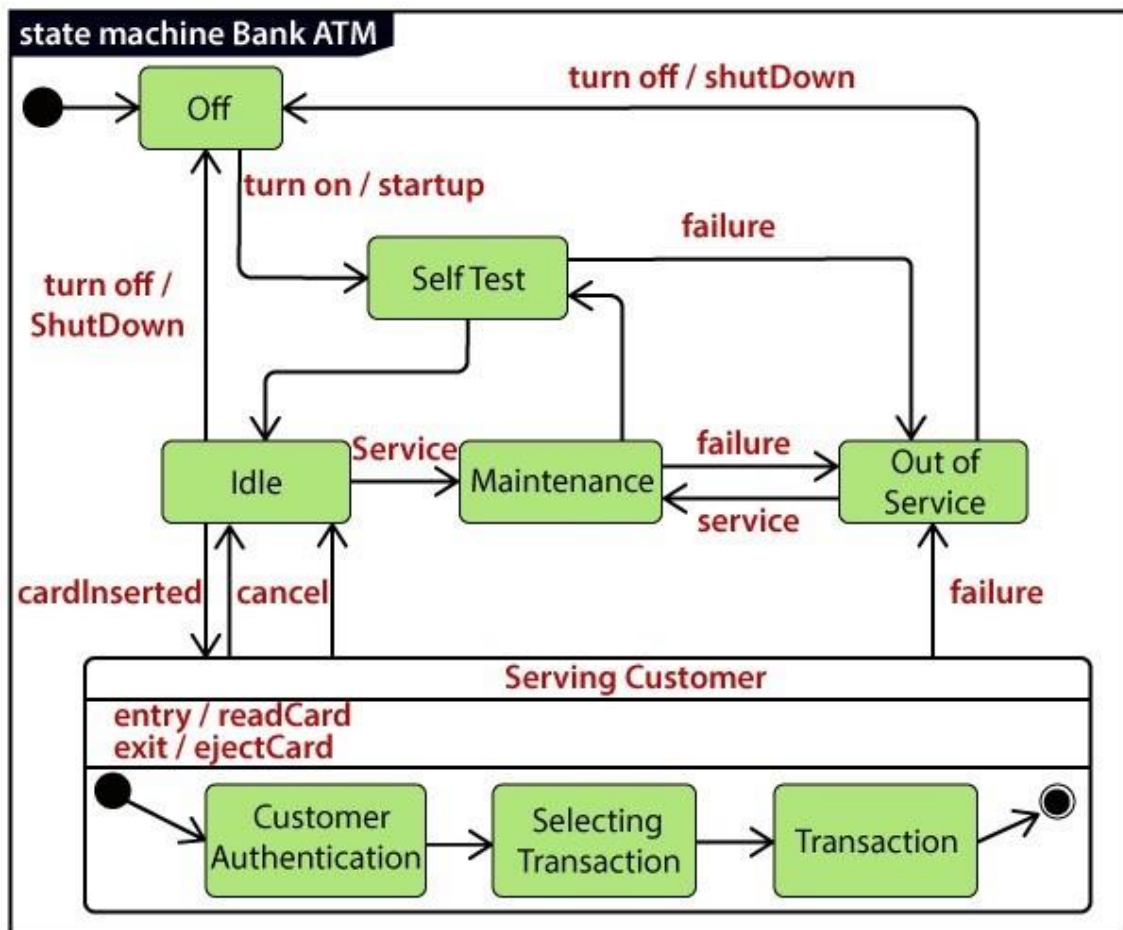 state machine Bank ATM
turn off / shutDown
Off
turn on / startup
failure
Self Test
turn off /
ShutDown
Service
failure
Idle
Maintenance
Out of
Service
service
cardInserted
cancel
failure
Serving Customer
entry / readCard
exit / ejectCard
Customer
Authentication
Selecting
Transaction
Transaction